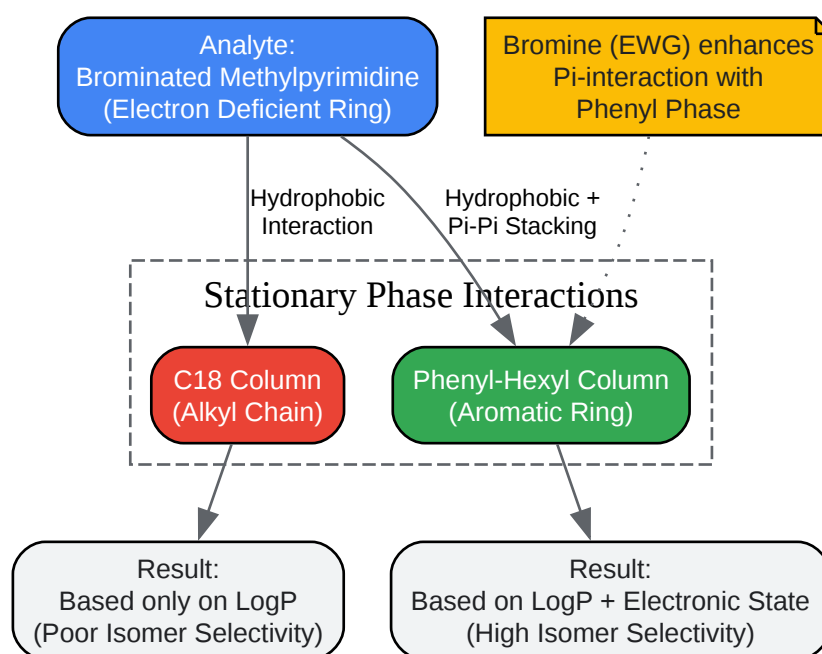 Analyte:
Brominated Methylpyrimidine
(Electron Deficient Ring)
Bromine (EWG) enhances
Pi-interaction with
Phenyl Phase
Hydrophobic
Interaction
Hydrophobic +
Pi-Pi Stacking
Stationary Phase Interactions
C18 Column
(Alkyl Chain)
Phenyl-Hexyl Column
(Aromatic Ring)
Result:
Based only on LogP
(Poor Isomer Selectivity)
Result:
Based on LogP + Electronic State
(High Isomer Selectivity)